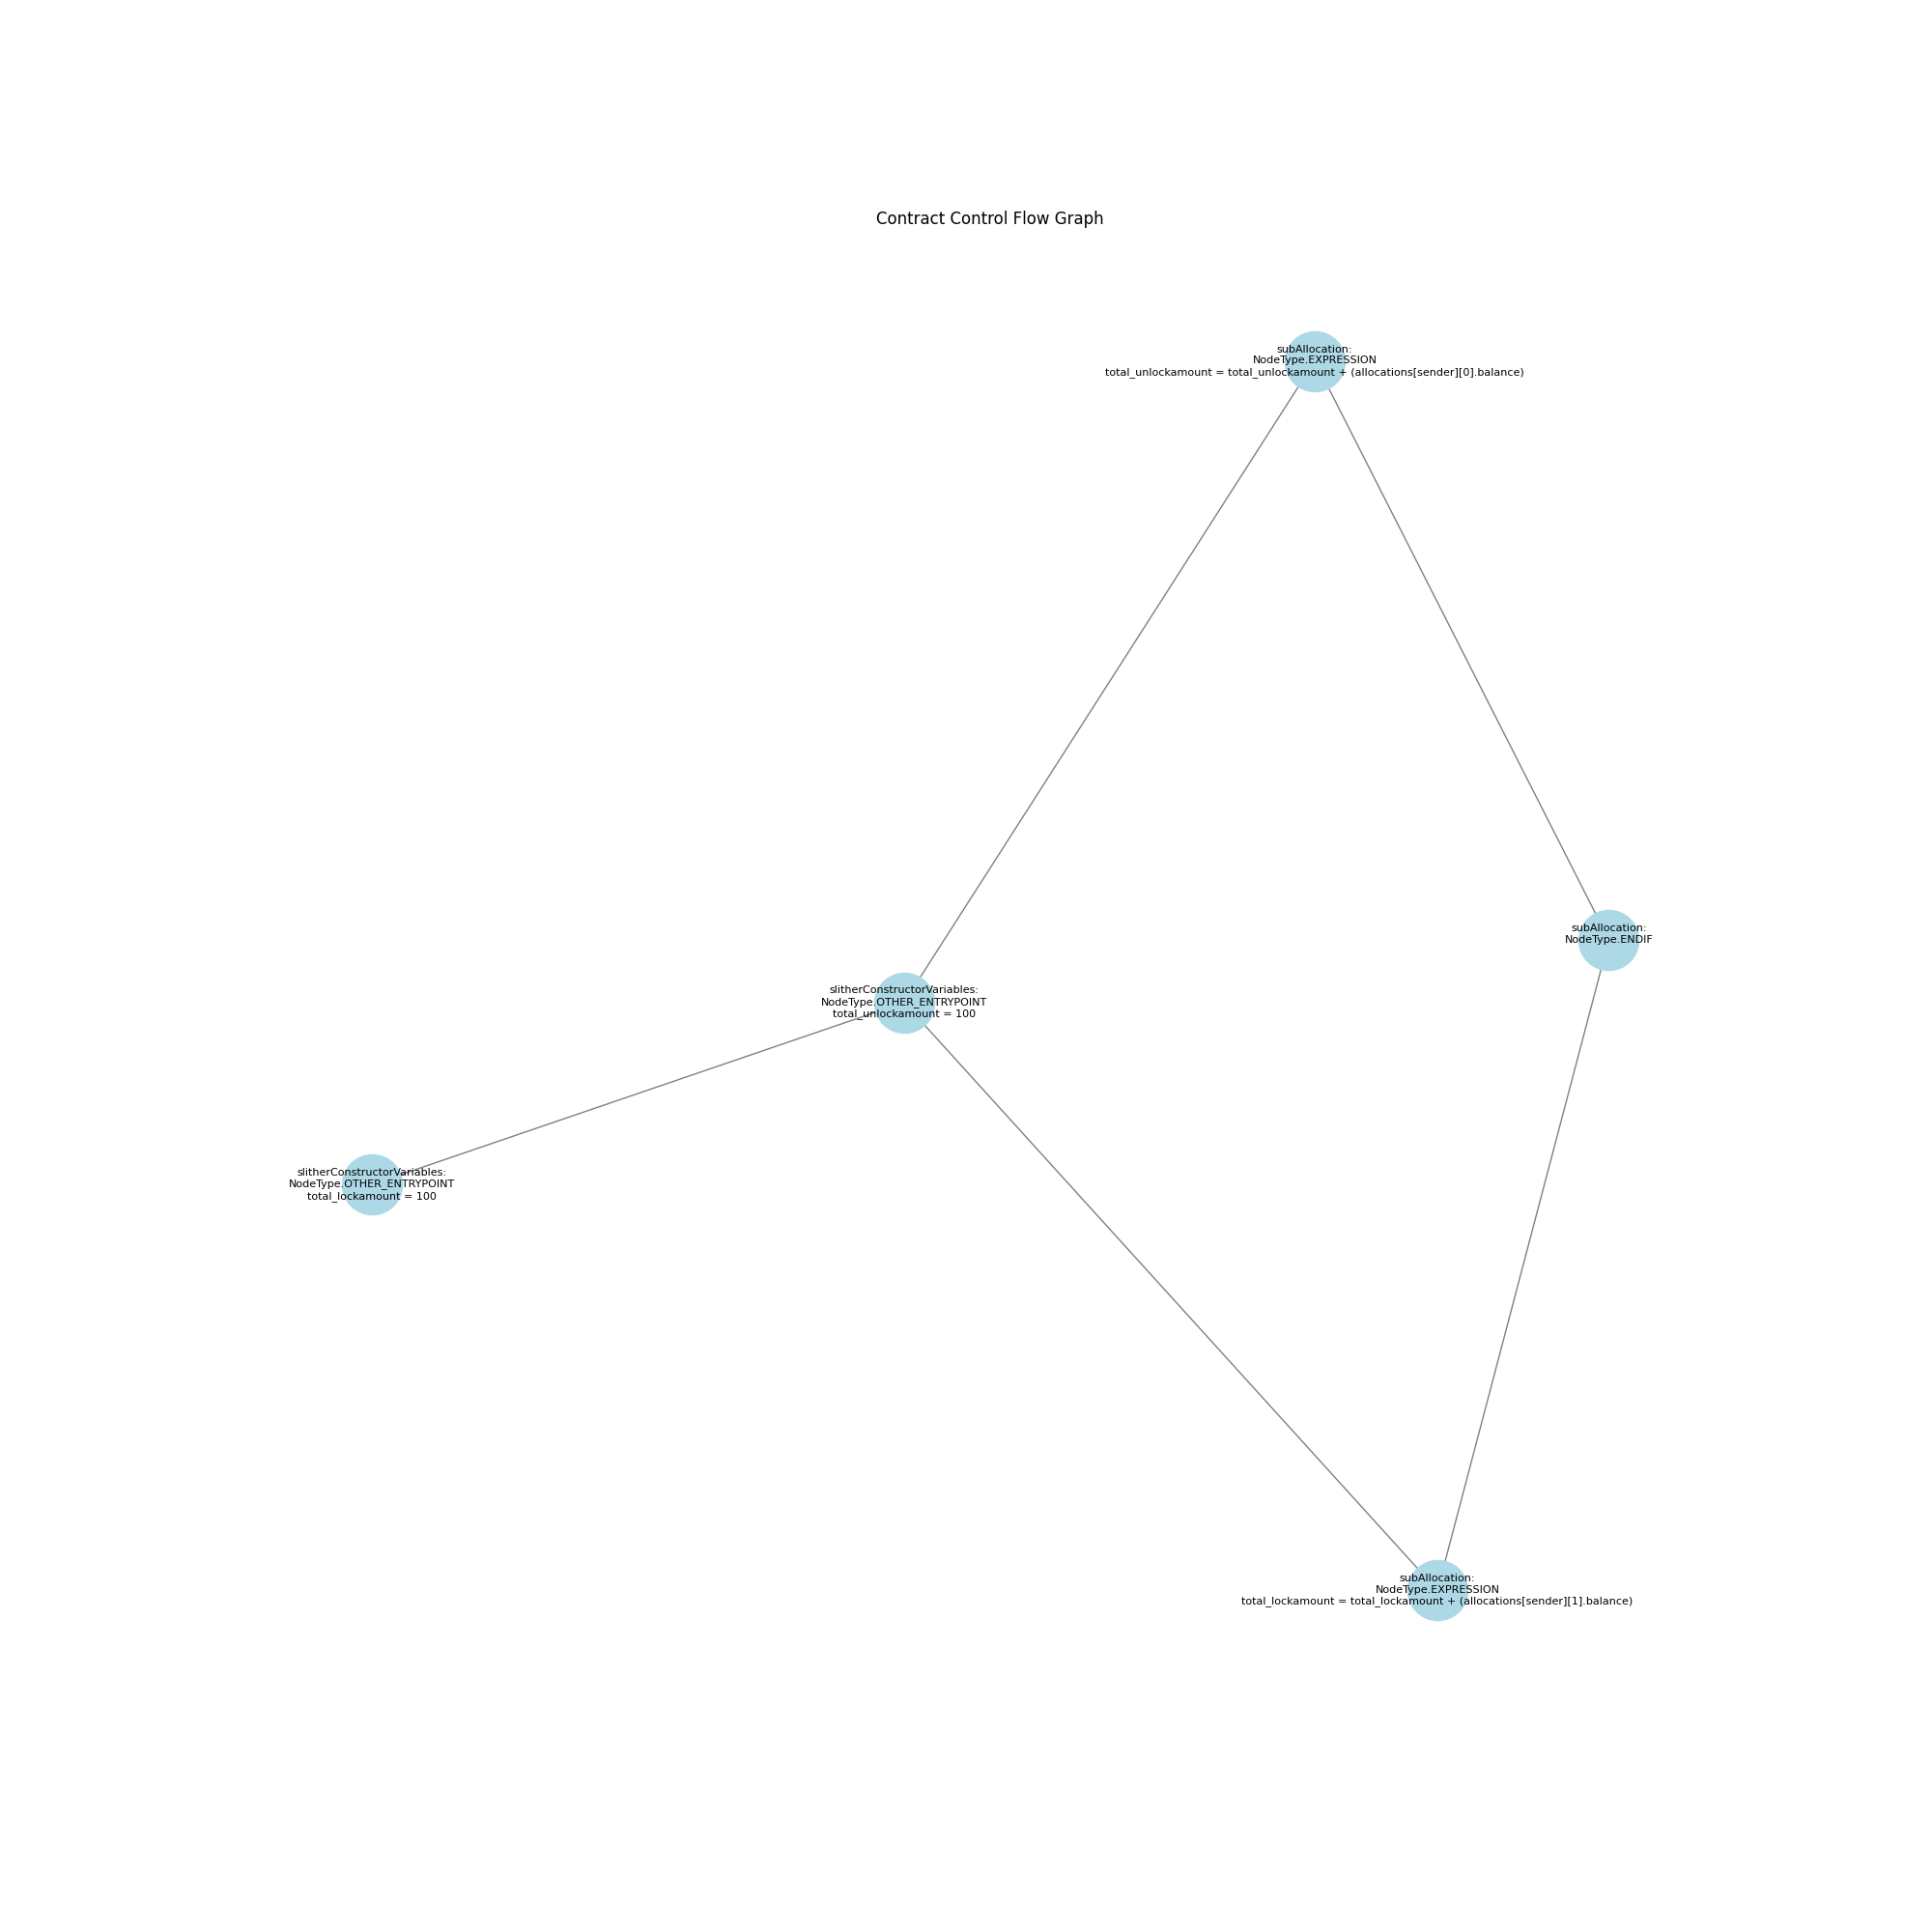 Contract Control Flow Graph
subAllocation:
NodeType.EXPRESSION
total_unlockamount = total_unlockamount + (allocations[sender][0].balance)
subAllocation:
NodeType.ENDIF
slitherConstructorVariables:
NodeType.OTHER_ENTRYPOINT
total_unlockamount = 100
slitherConstructorVariables:
NodeType.OTHER_ENTRYPOINT
total_lockamount = 100
subAllocation:
NodeType.EXPRESSION
total_lockamount = total_lockamount + (allocations[sender][1].balance)